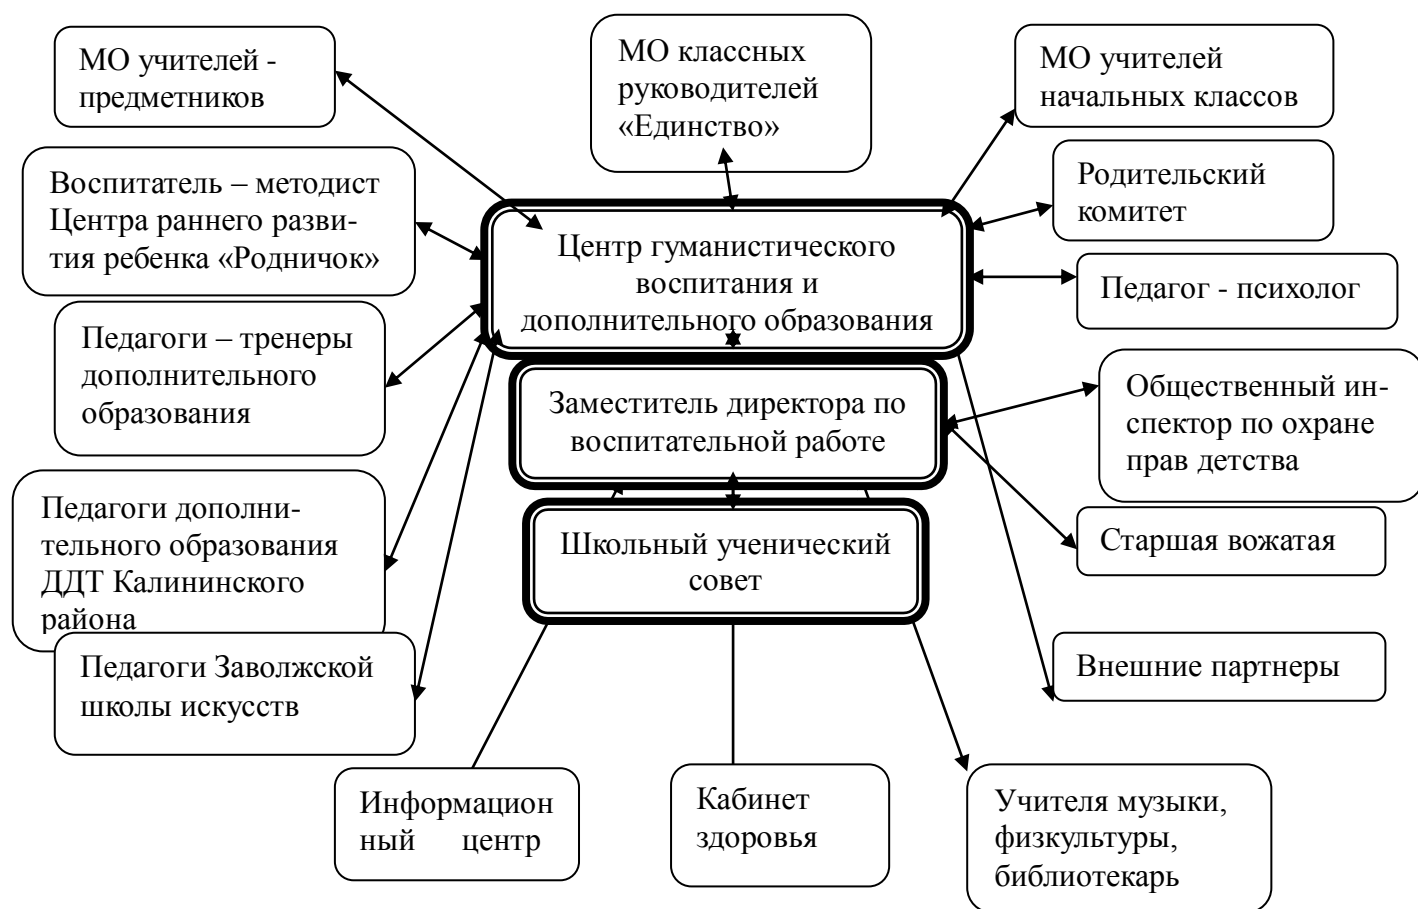 МО учителей -
предметников
МО классных
руководителей
«Единство»
МО учителей
начальных классов
Воспитатель – методист
Центра раннего разви-
тия ребенка «Родничок»
Родительский
комитет
Центр гуманистического
воспитания и
дополнительного образования
Педагог - психолог
Педагоги – тренеры
дополнительного
образования
Заместитель директора по
воспитательной работе
Общественный ин-
спектор по охране
прав детства
Педагоги дополни-
тельного образования
ДДТ Калининского
района
Школьный ученический
совет
Старшая вожатая
Педагоги Заволжской
школы искусств
Внешние партнеры
Информацион
ный центр
Кабинет
здоровья
Учителя музыки,
физкультуры,
библиотекарь